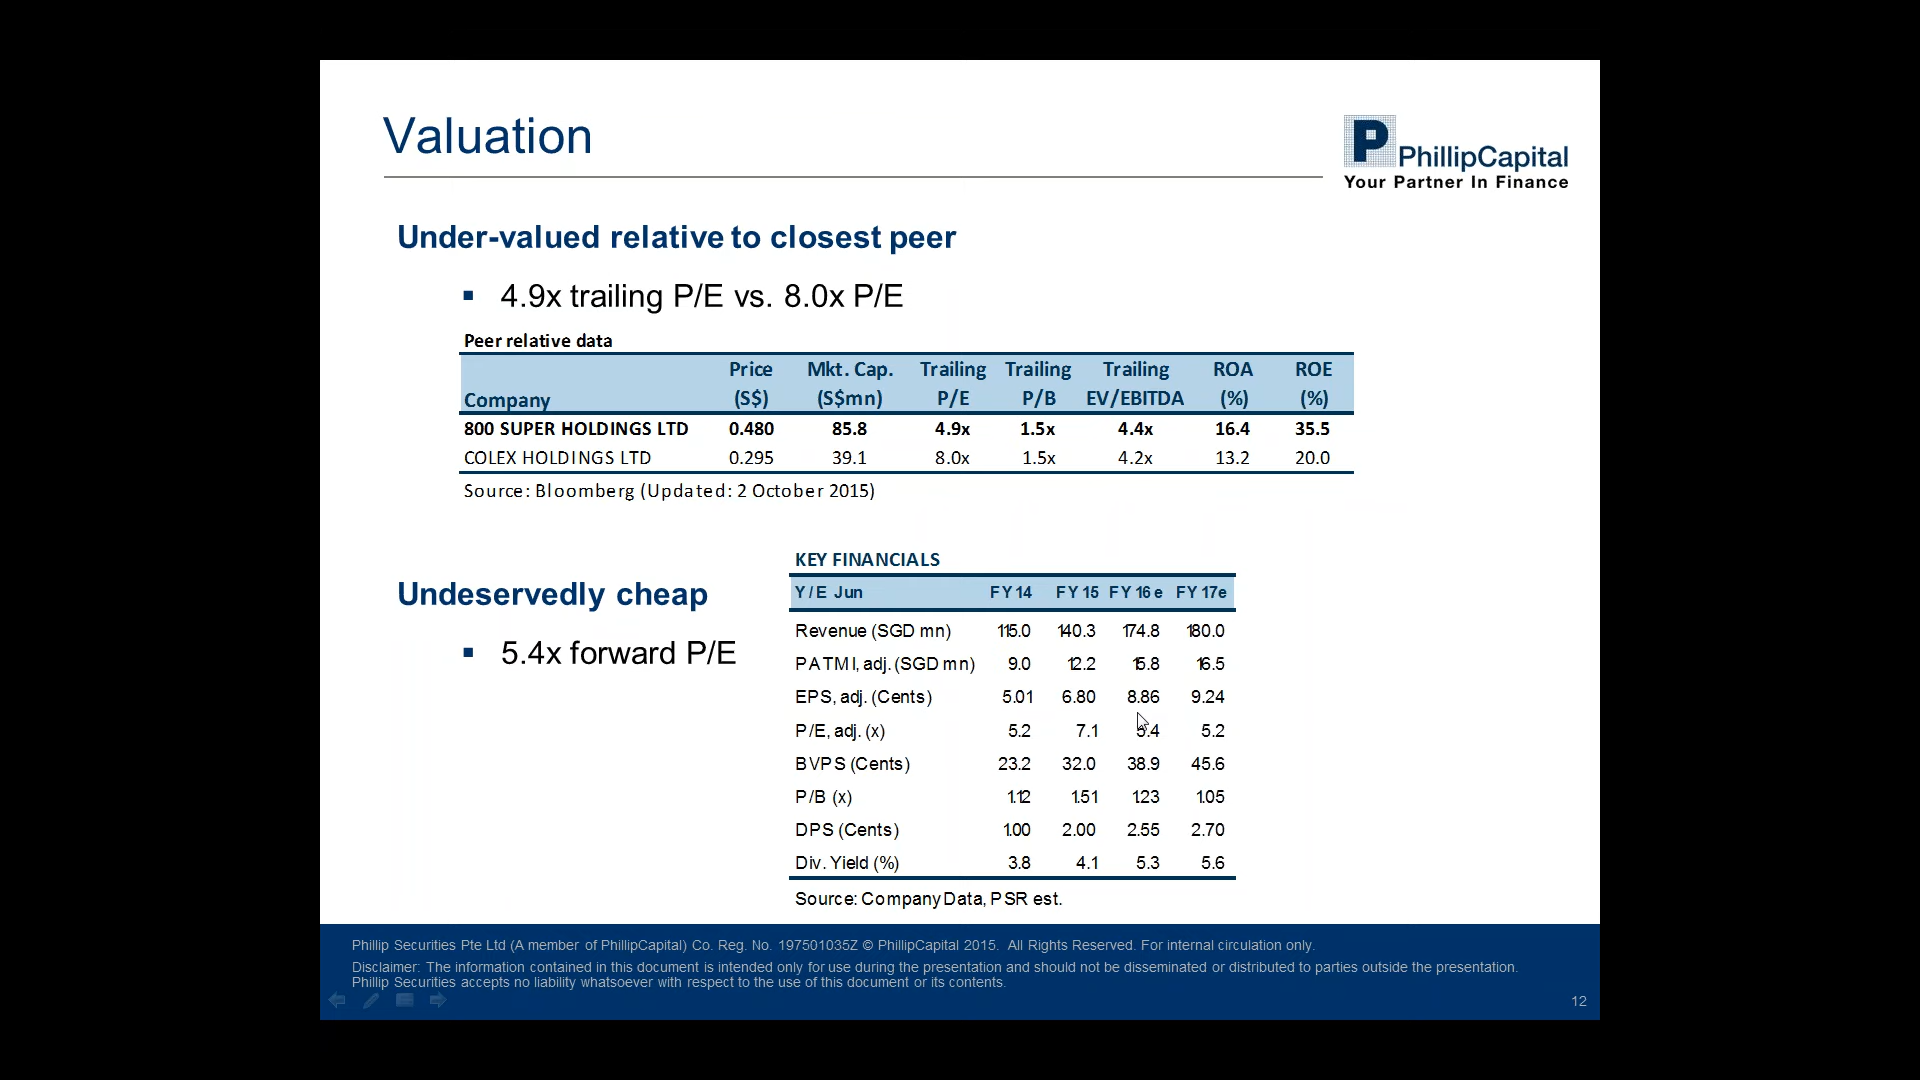 Valuation
PhillipCapital
Your Partner In Finance
Under-valued relative to closest peer
▪ 4.9x trailing P/E vs. 8.0x P/E
Peer relative data
Company Price (S$) Mkt. Cap. (S$mn) Trailing P/E Trailing P/B Trailing EV/EBITDA ROA (%) ROE (%)
800 SUPER HOLDINGS LTD 0.480 85.8 4.9x 1.5x 4.4x 16.4 35.5
COLEX HOLDINGS LTD 0.295 39.1 8.0x 1.5x 4.2x 13.2 20.0
Source: Bloomberg (Updated: 2 October 2015)
Undeservedly cheap
▪ 5.4x forward P/E
KEY FINANCIALS
Y/E Jun FY14 FY15 FY16e FY17e
Revenue (SGD mn) 115.0 140.3 174.8 180.0
PATMI, adj. (SGD mn) 9.0 12.2 15.8 16.5
EPS, adj. (Cents) 5.01 6.80 8.86 9.24
P/E, adj. (x) 5.2 7.1 5.4 5.2
BVPS (Cents) 23.2 32.0 38.9 45.6
P/B (x) 1.12 1.51 1.23 1.05
DPS (Cents) 1.00 2.00 2.55 2.70
Div. Yield (%) 3.8 4.1 5.3 5.6
Source: Company Data, PSR est.
Phillip Securities Pte Ltd (A member of PhillipCapital) Co. Reg. No. 197501035Z © PhillipCapital 2015. All Rights Reserved. For internal circulation only.
Disclaimer: The information contained in this document is intended only for use during the presentation and should not be disseminated or distributed to parties outside the presentation.
Phillip Securities accepts no liability whatsoever with respect to the use of this document or its contents.
12